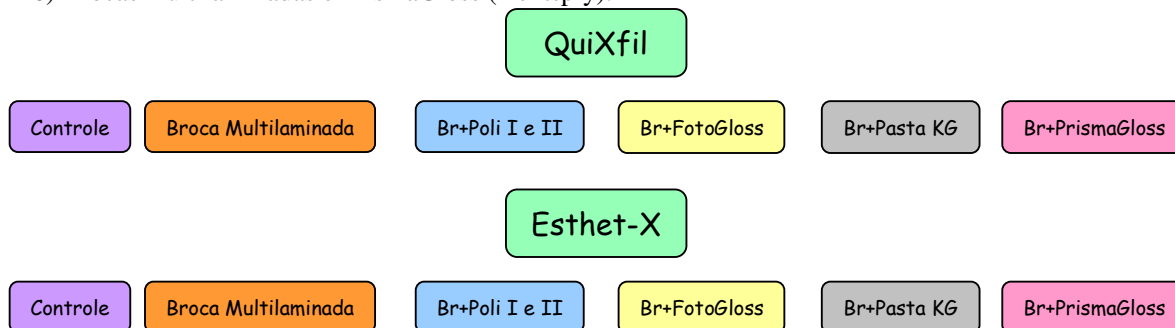 QuiXfil
Controle Broca Multilaminada Br+Poli I e II Br+FotoGloss Br+Pasta KG Br+PrismaGloss
Esthet-X
Controle Broca Multilaminada Br+Poli I e II Br+FotoGloss Br+Pasta KG Br+PrismaGloss